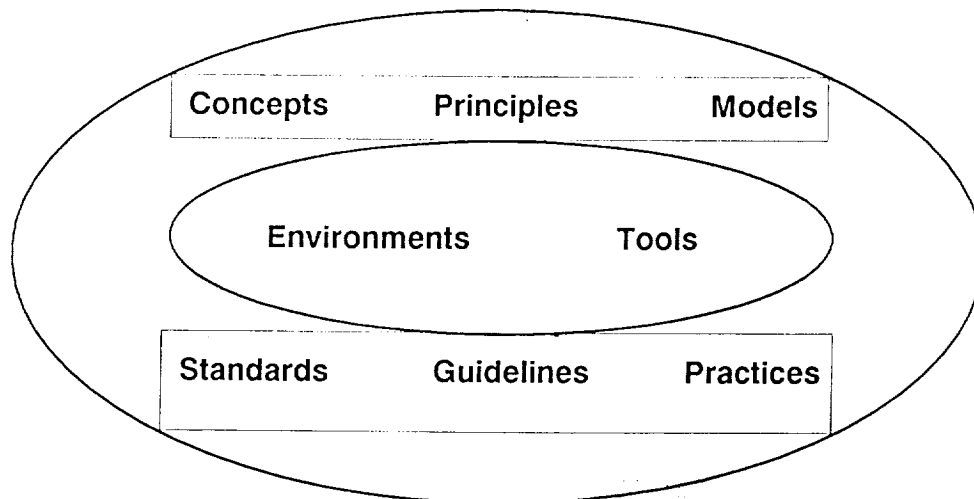 Concepts Principles Models
Environments Tools
Standards Guidelines Practices